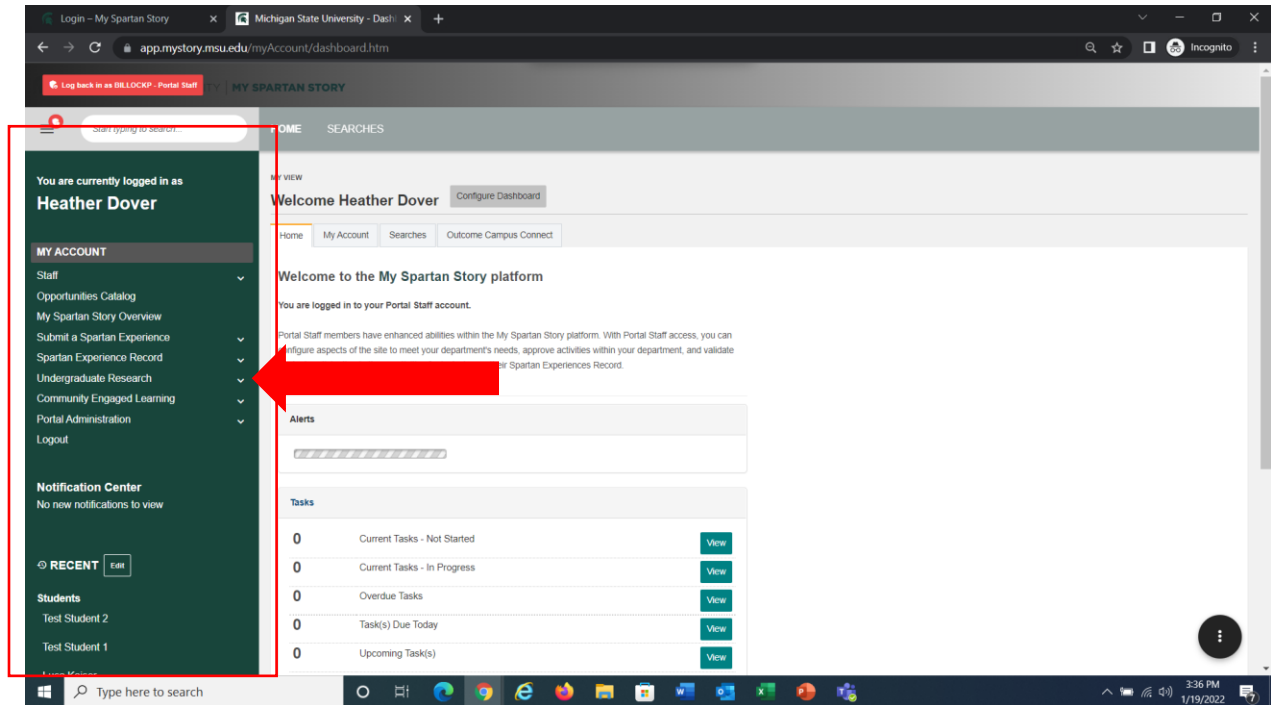 Login – My Spartan Story
Michigan State University - Dash
app.mystory.msu.edu/myAccount/dashboard.htm
Incognito
Log back in as BILLOCKP - Portal Staff
MY SPARTAN STORY
Start typing to search...
HOME SEARCHES
You are currently logged in as
Heather Dover
MY ACCOUNT
Staff
Opportunities Catalog
My Spartan Story Overview
Submit a Spartan Experience
Spartan Experience Record
Undergraduate Research
Community Engaged Learning
Portal Administration
Logout
Notification Center
No new notifications to view
RECENT Edit
Students
Test Student 2
Test Student 1
MY VIEW
Welcome Heather Dover Configure Dashboard
Home My Account Searches Outcome Campus Connect
Welcome to the My Spartan Story platform
You are logged in to your Portal Staff account.
Portal Staff members have enhanced abilities within the My Spartan Story platform. With Portal Staff access, you can
configure aspects of the site to meet your department's needs, approve activities within your department, and validate
Spartan Experiences Record.
Alerts
Tasks
0 Current Tasks - Not Started View
0 Current Tasks - In Progress View
0 Overdue Tasks View
0 Task(s) Due Today View
0 Upcoming Task(s) View
Type here to search
3:36 PM
1/19/2022
7